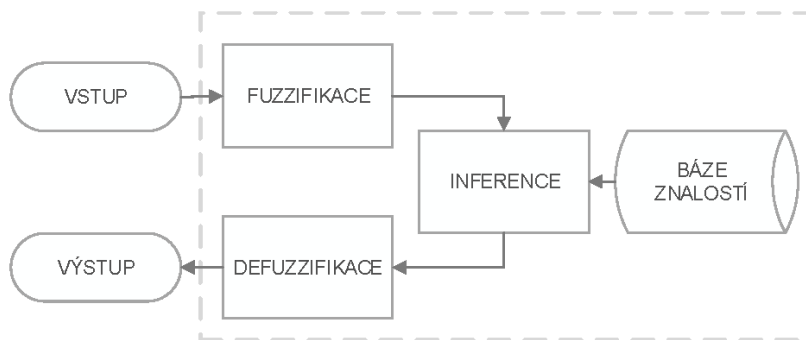 VSTUP
FUZZIFIKACE
INFERENCE
BÁZE
ZNALOSTÍ
VÝSTUP
DEFUZZIFIKACE